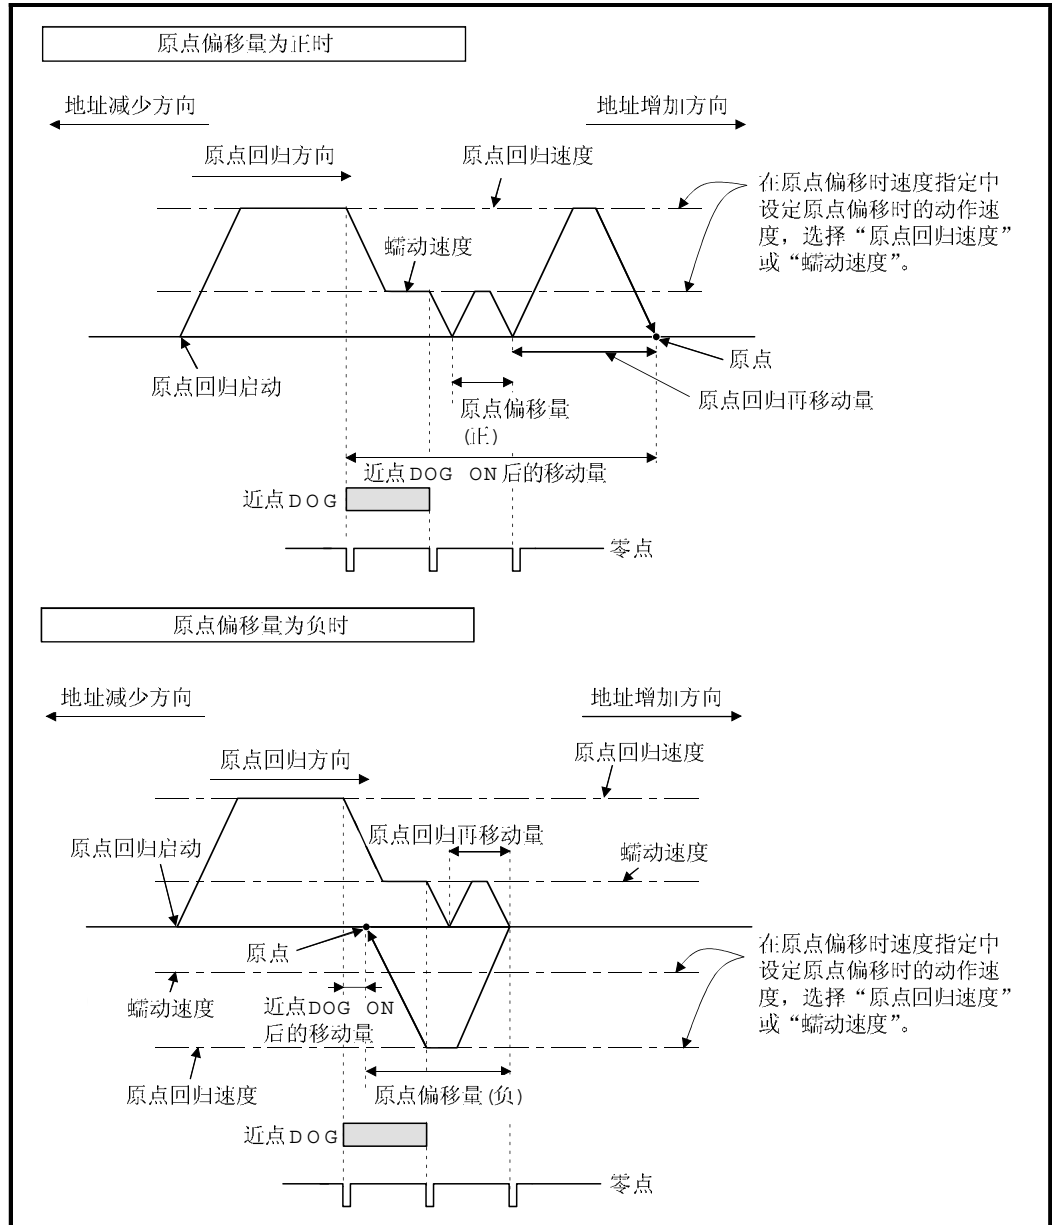 原点偏移量为正时
地址减少方向
地址增加方向
原点回归方向
原点回归速度
在原点偏移时速度指定中
设定原点偏移时的动作速
度，选择“原点回归速度”
或“蠕动速度”。
蠕动速度
原点
原点回归启动
原点回归再移动量
原点偏移量
(正)
近点DOG ON后的移动量
近点DOG
零点
原点偏移量为负时
地址减少方向
地址增加方向
原点回归方向
原点回归速度
原点回归再移动量
原点回归启动
蠕动速度
原点
在原点偏移时速度指定中
设定原点偏移时的动作速
度，选择“原点回归速度”
或“蠕动速度”。
蠕动速度
近点DOG ON
后的移动量
原点回归速度
原点偏移量(负)
近点DOG
零点